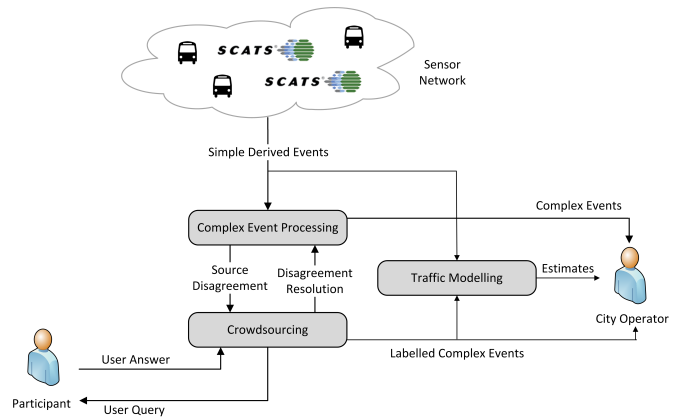 SCATS
SCATS
Sensor
Network
Simple Derived Events
Complex Events
Complex Event Processing
Source
Disagreement
Disagreement
Resolution
Traffic Modelling
Estimates
City Operator
Crowdsourcing
Labelled Complex Events
User Answer
Participant
User Query